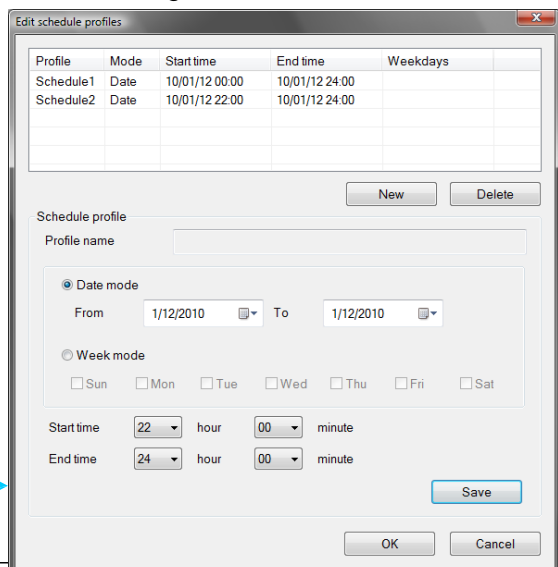 Edit schedule profiles
Profile Mode Start time End time Weekdays
Schedule1 Date 10/01/12 00:00 10/01/12 24:00
Schedule2 Date 10/01/12 22:00 10/01/12 24:00
New Delete
Schedule profile
Profile name
Date mode
From 1/12/2010 To 1/12/2010
Week mode
Sun Mon Tue Wed Thu Fri Sat
Start time 22 hour 00 minute
End time 24 hour 00 minute
Save
OK Cancel